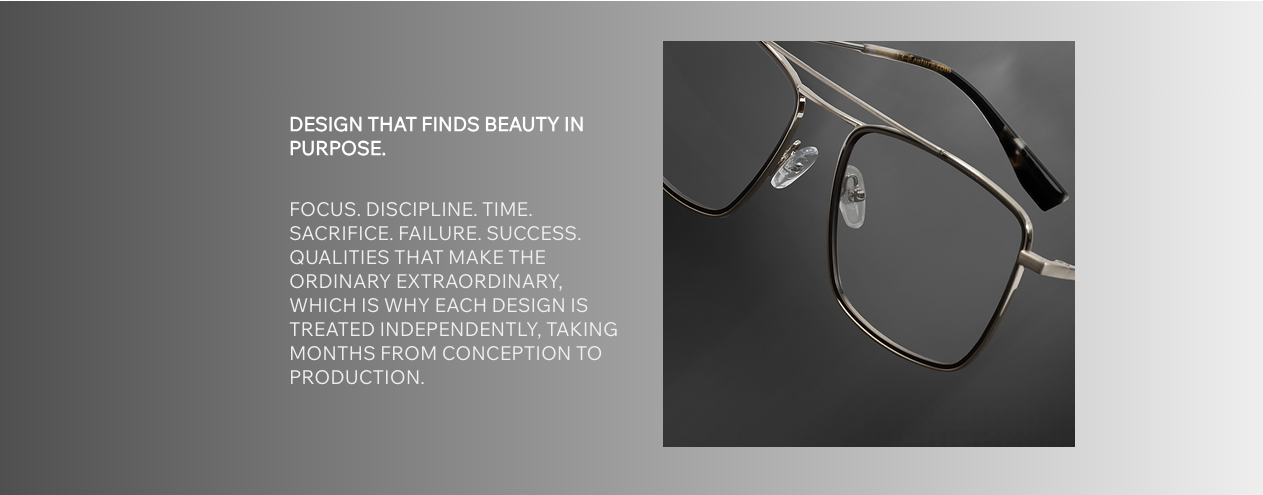 DESIGN THAT FINDS BEAUTY IN
PURPOSE.
FOCUS. DISCIPLINE. TIME.
SACRIFICE. FAILURE. SUCCESS.
QUALITIES THAT MAKE THE
ORDINARY EXTRAORDINARY,
WHICH IS WHY EACH DESIGN IS
TREATED INDEPENDENTLY, TAKING
MONTHS FROM CONCEPTION TO
PRODUCTION.